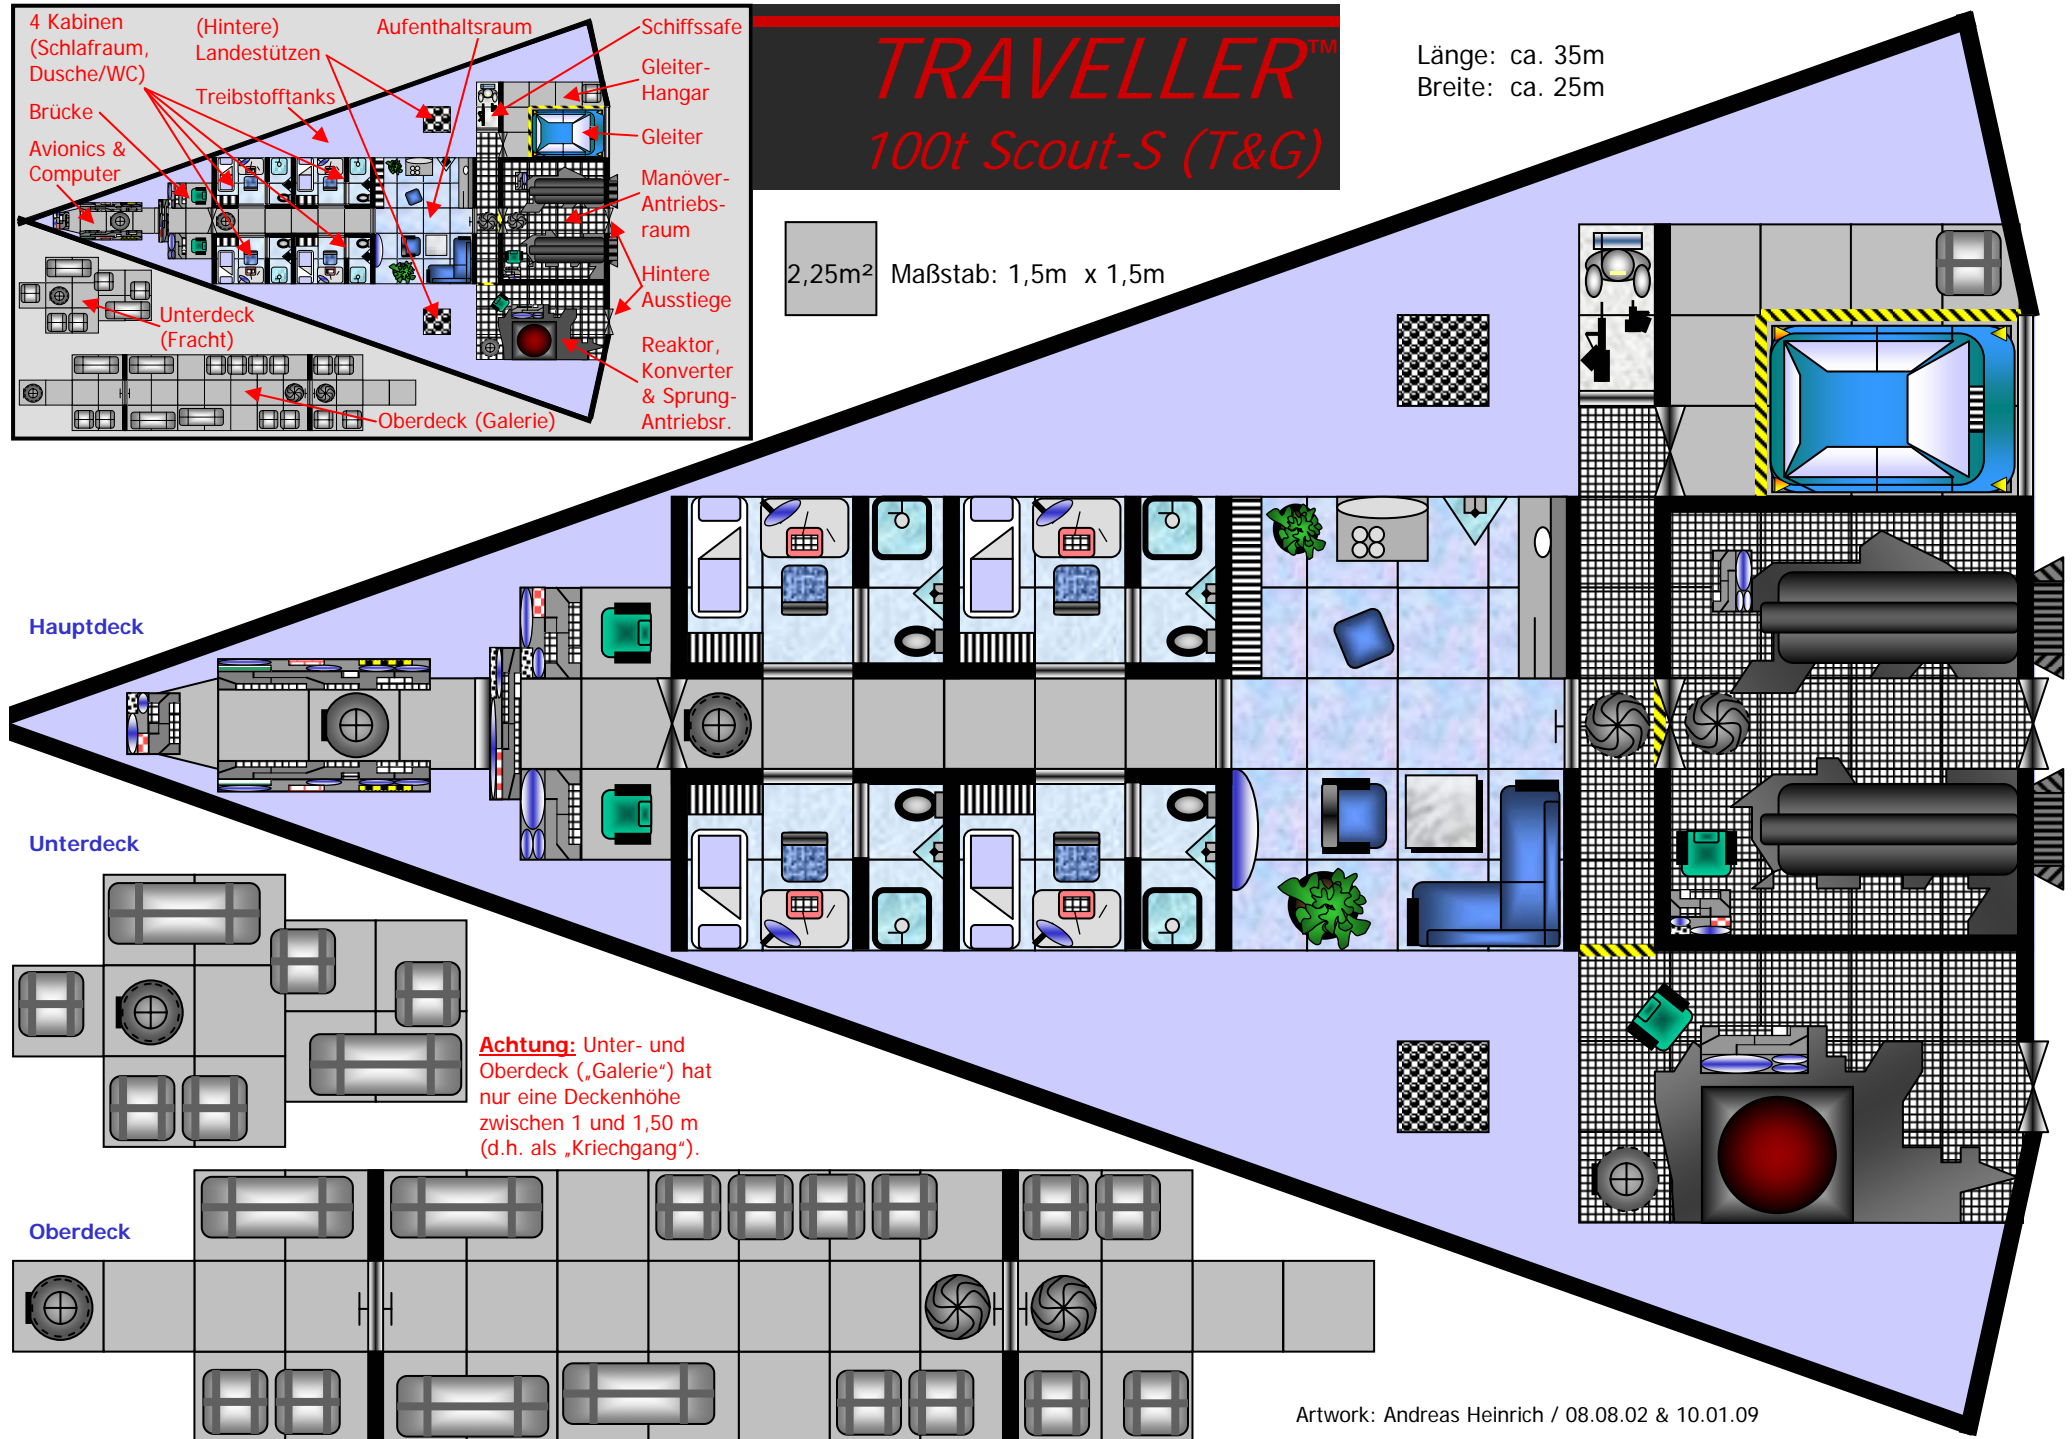 4 Kabinen
(Schlafraum,
Dusche/WC)
(Hintere)
Landestützen
Aufenthaltsraum
Schiffssafe
Gleiter-
Hangar
Brücke
Treibstofftanks
Gleiter
Avionics &
Computer
Manöver-
Antriebs-
raum
Hintere
Ausstiege
Unterdeck
(Fracht)
Reaktor,
Konverter
& Sprung-
Antriebsr.
Oberdeck (Galerie)
TRAVELLER™
100t Scout-S (T&G)
Länge: ca. 35m
Breite: ca. 25m
2,25m² Maßstab: 1,5m x 1,5m
Hauptdeck
Unterdeck
Achtung: Unter- und
Oberdeck („Galerie“) hat
nur eine Deckenhöhe
zwischen 1 und 1,50 m
(d.h. als „Kriechgang“).
Oberdeck
Artwork: Andreas Heinrich / 08.08.02 & 10.01.09